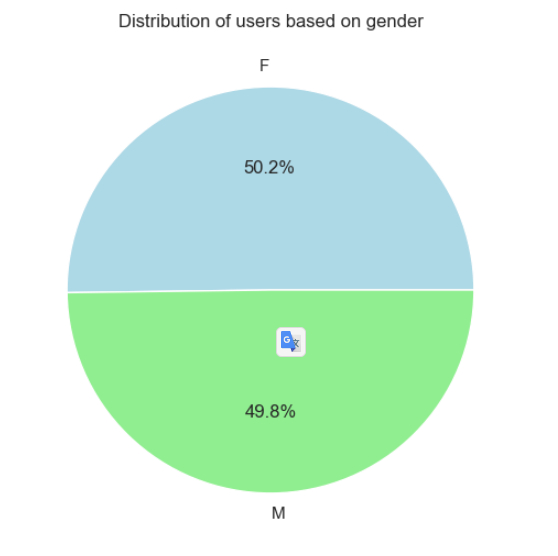 Distribution of users based on gender
F
50.2%
G
49.8%
M